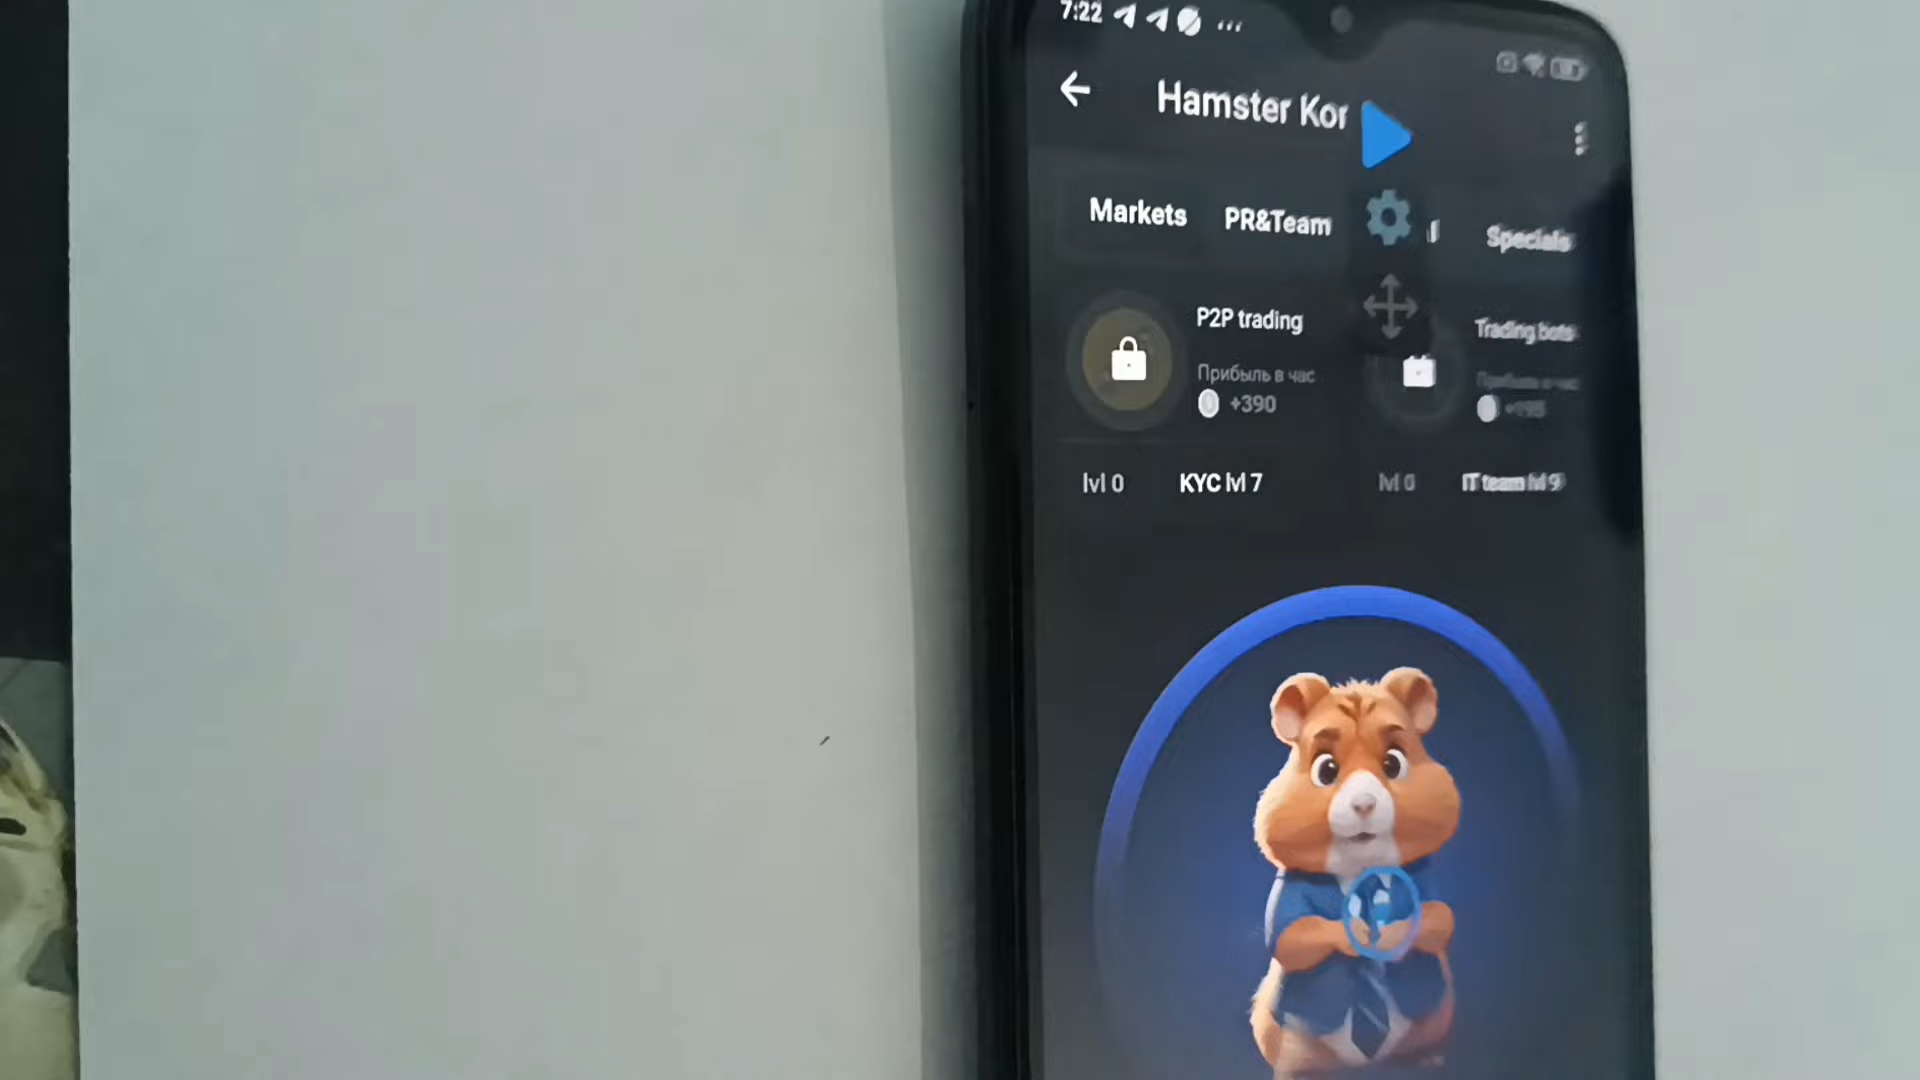 7:22
Hamster Kor
Markets PR&Team Specials
P2P trading
Прибыль в час
+390
Trading bots
lvl 0 KYC lvl 7
lvl 0 IT team lvl 9